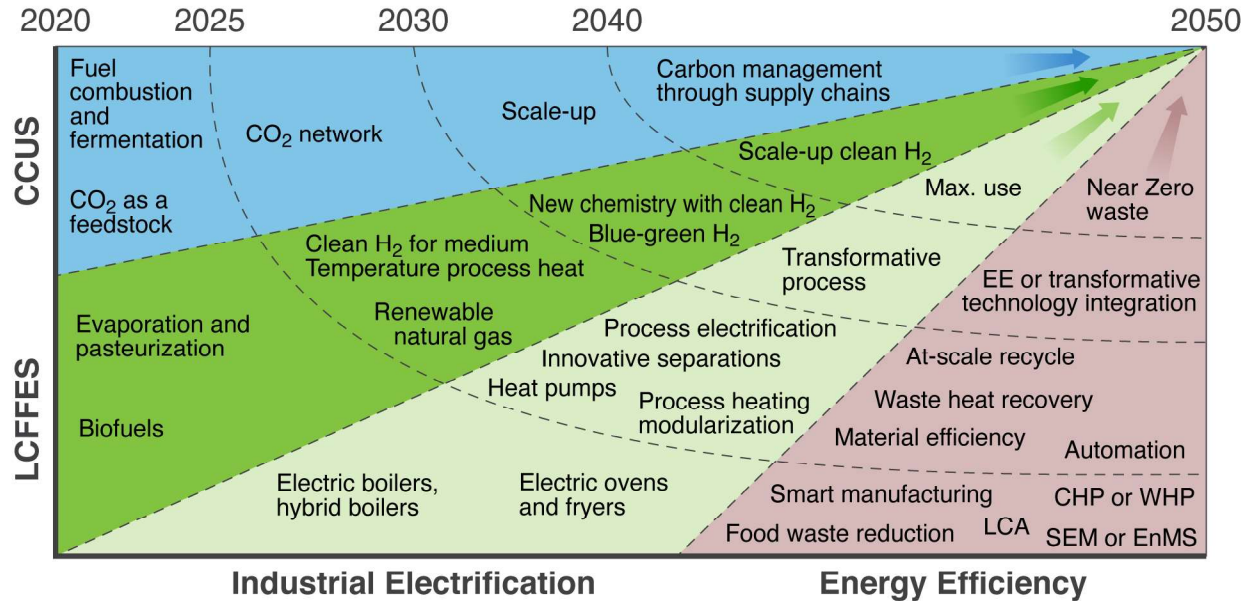 2020 2025 2030 2040 2050
CCUS
Fuel
combustion
and
fermentation
CO₂ as a
feedstock
CO₂ network
Scale-up
Carbon management
through supply chains
LCFFES
Evaporation and
pasteurization
Biofuels
Clean H₂ for medium
Temperature process heat
Renewable
natural gas
New chemistry with clean H₂
Blue-green H₂
Scale-up clean H₂
Electric boilers,
hybrid boilers
Electric ovens
and fryers
Heat pumps
Innovative separations
Process electrification
Process heating
modularization
Transformative
process
Max. use
Near Zero
waste
EE or transformative
technology integration
At-scale recycle
Waste heat recovery
Material efficiency
Automation
Smart manufacturing
CHP or WHP
Food waste reduction
LCA
SEM or EnMS
Industrial Electrification
Energy Efficiency